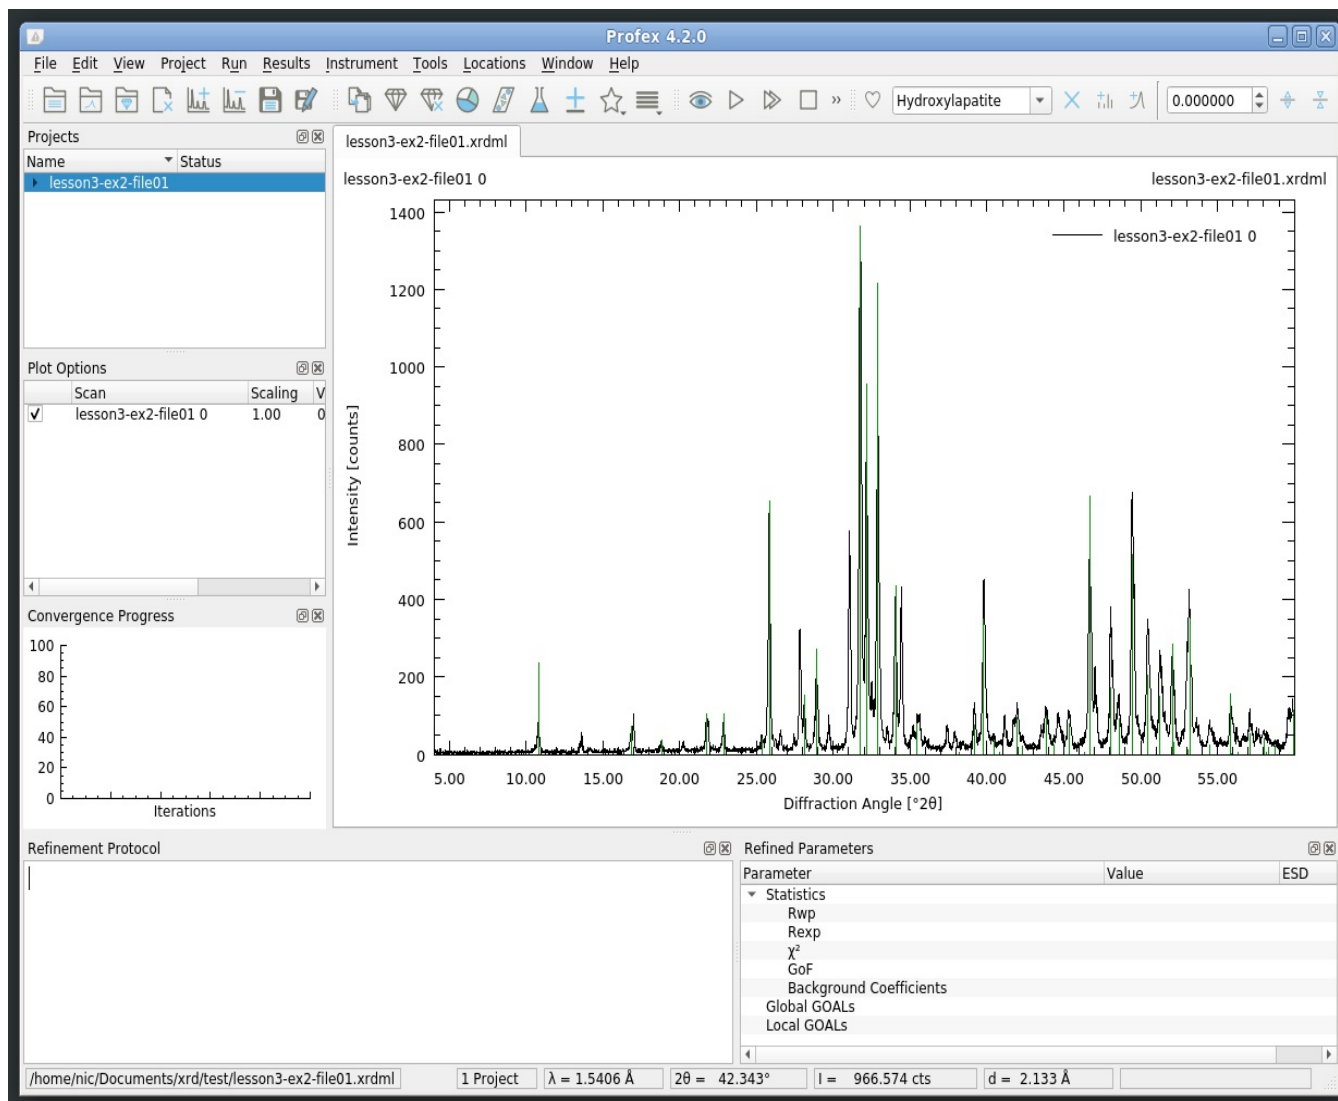 Profex 4.2.0
File Edit View Project Run Results Instrument Tools Locations Window Help
» Hydroxylapatite 0.000000
Projects
Name Status
lesson3-ex2-file01
Plot Options
Scan Scaling V
lesson3-ex2-file01 0 1.00 0
Convergence Progress
100
80
60
40
20
0
Iterations
lesson3-ex2-file01.xrdml
lesson3-ex2-file01 0 lesson3-ex2-file01.xrdml
lesson3-ex2-file01 0
1400
1200
1000
800
600
400
200
0
Intensity [counts]
5.00 10.00 15.00 20.00 25.00 30.00 35.00 40.00 45.00 50.00 55.00
Diffraction Angle [°2θ]
Refinement Protocol
Refined Parameters
Parameter Value ESD
Statistics
Rwp
Rexp
χ²
GoF
Background Coefficients
Global GOALs
Local GOALs
/home/nic/Documents/xrd/test/lesson3-ex2-file01.xrdml 1 Project λ = 1.5406 Å 2θ = 42.343° I = 966.574 cts d = 2.133 Å